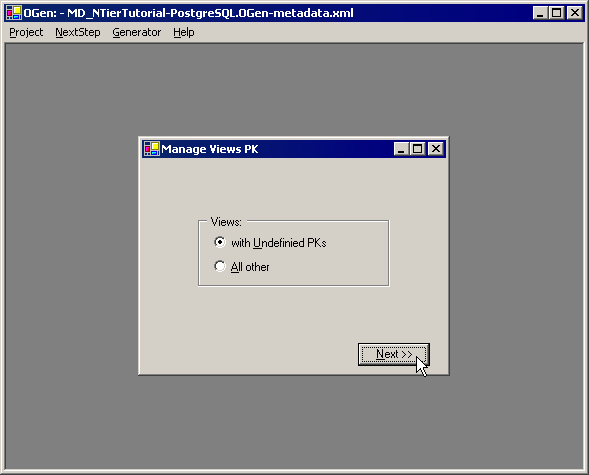 OGen: - MD_NTierTutorial-PostgreSQL.OGen-metadata.xml
Project NextStep Generator Help
Manage Views PK
Views:
with Undefinied PKs
All other
Next >>